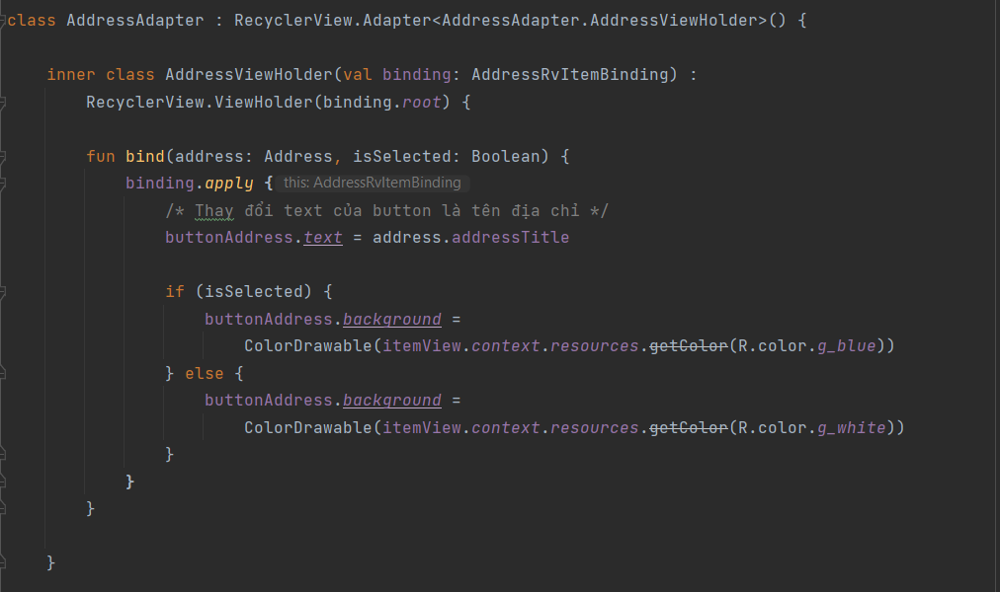 class AddressAdapter : RecyclerView.Adapter<AddressAdapter.AddressViewHolder>() {
inner class AddressViewHolder(val binding: AddressRvItemBinding) :
RecyclerView.ViewHolder(binding.root) {
fun bind(address: Address, isSelected: Boolean) {
binding.apply { this: AddressRvItemBinding
/* Thay đổi text của button là tên địa chỉ */
buttonAddress.text = address.addressTitle
if (isSelected) {
buttonAddress.background =
ColorDrawable(itemView.context.resources.getColor(R.color.g_blue))
} else {
buttonAddress.background =
ColorDrawable(itemView.context.resources.getColor(R.color.g_white))
}
}
}
}